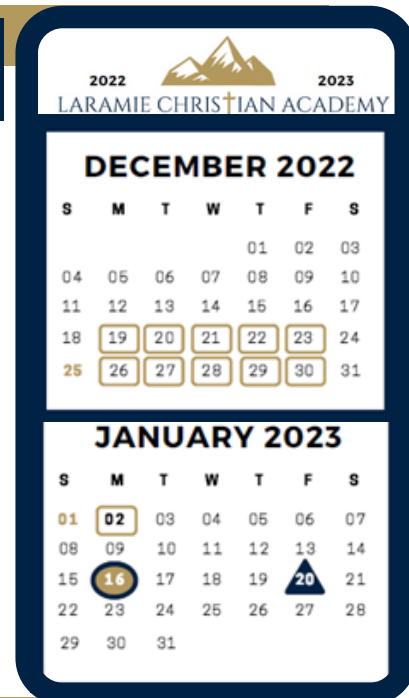 2022 2023
LARAMIE CHRIS†IAN ACADEMY
DECEMBER 2022
S M T W T F S
01 02 03
04 05 06 07 08 09 10
11 12 13 14 15 16 17
18 19 20 21 22 23 24
25 26 27 28 29 30 31
JANUARY 2023
S M T W T F S
01 02 03 04 05 06 07
08 09 10 11 12 13 14
15 16 17 18 19 20 21
22 23 24 25 26 27 28
29 30 31